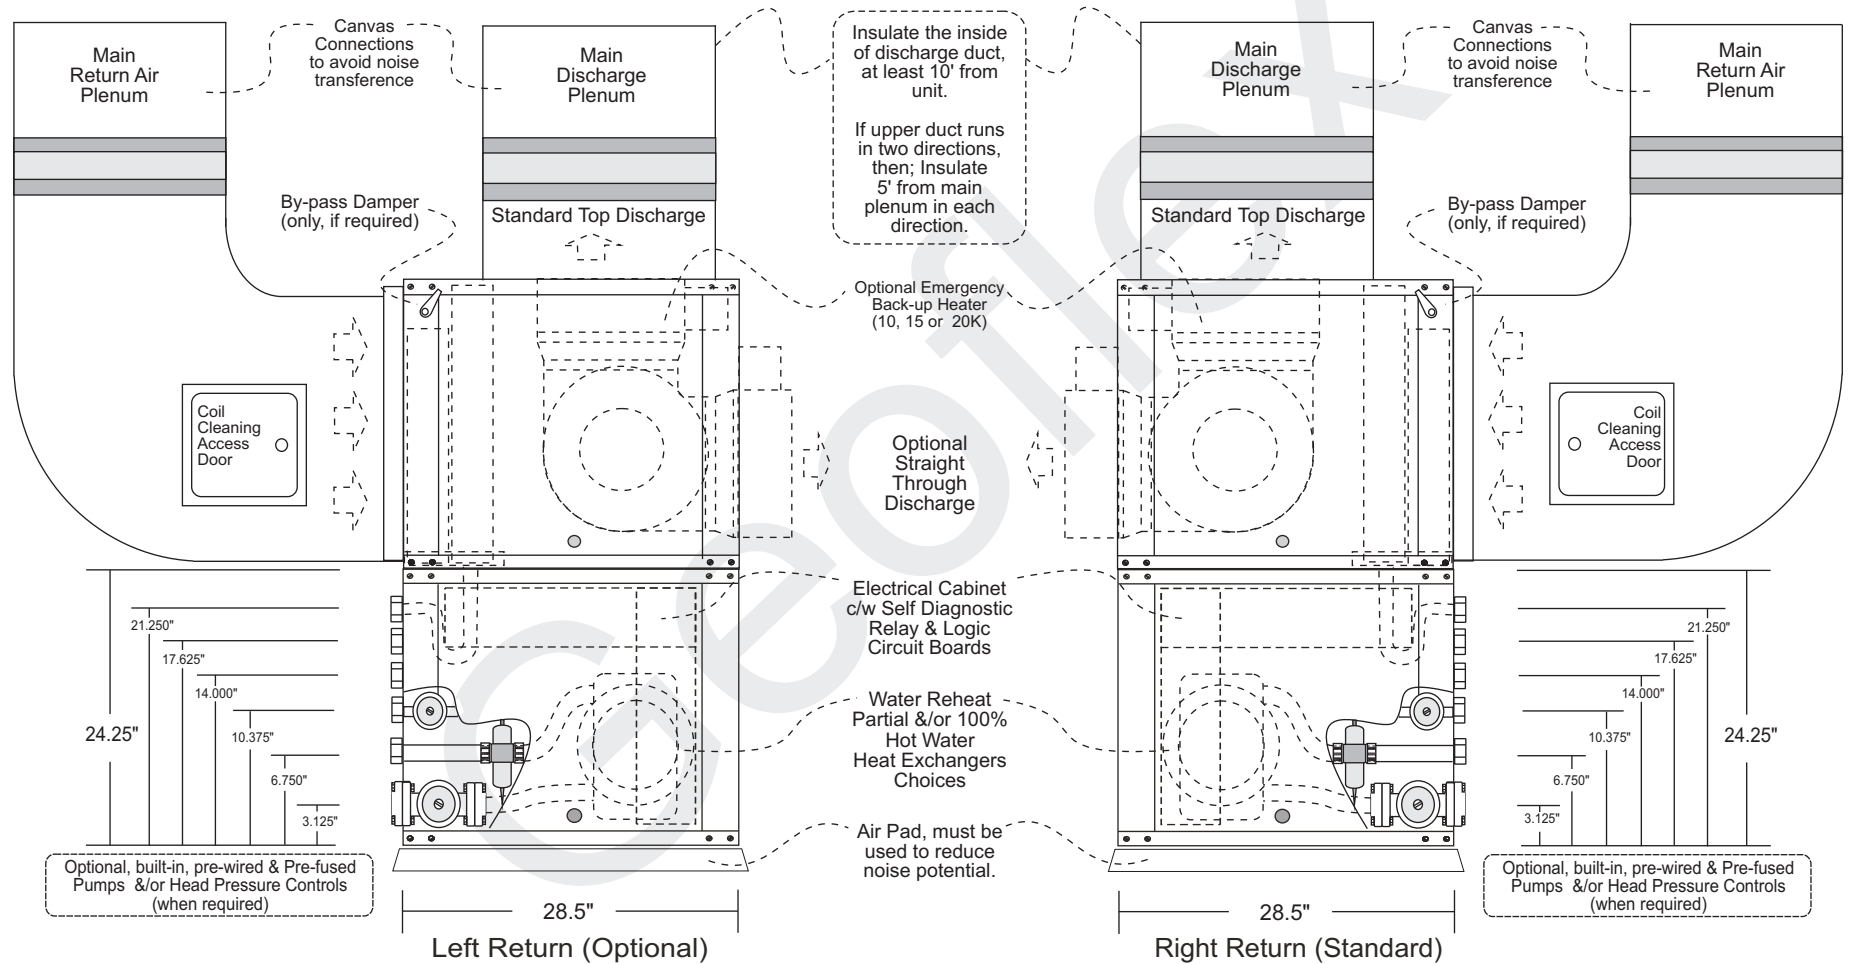 Main
Return Air
Plenum
Canvas
Connections
to avoid noise
transference
Main
Discharge
Plenum
Insulate the inside
of discharge duct,
at least 10' from
unit.
If upper duct runs
in two directions,
then; Insulate
5' from main
plenum in each
direction.
Main
Discharge
Plenum
Canvas
Connections
to avoid noise
transference
Main
Return Air
Plenum
By-pass Damper
(only, if required)
Standard Top Discharge
Standard Top Discharge
By-pass Damper
(only, if required)
Optional Emergency
Back-up Heater
(10, 15 or 20K)
Coil
Cleaning
Access
Door
Optional
Straight
Through
Discharge
Coil
Cleaning
Access
Door
Electrical Cabinet
c/w Self Diagnostic
Relay & Logic
Circuit Boards
Water Reheat
Partial &/or 100%
Hot Water
Heat Exchangers
Choices
Air Pad, must be
used to reduce
noise potential.
21.250"
17.625"
14.000"
24.25"
10.375"
6.750"
3.125"
21.250"
17.625"
14.000"
10.375"
24.25"
6.750"
3.125"
Optional, built-in, pre-wired & Pre-fused
Pumps &/or Head Pressure Controls
(when required)
Optional, built-in, pre-wired & Pre-fused
Pumps &/or Head Pressure Controls
(when required)
28.5"
28.5"
Left Return (Optional)
Right Return (Standard)
Geoflex